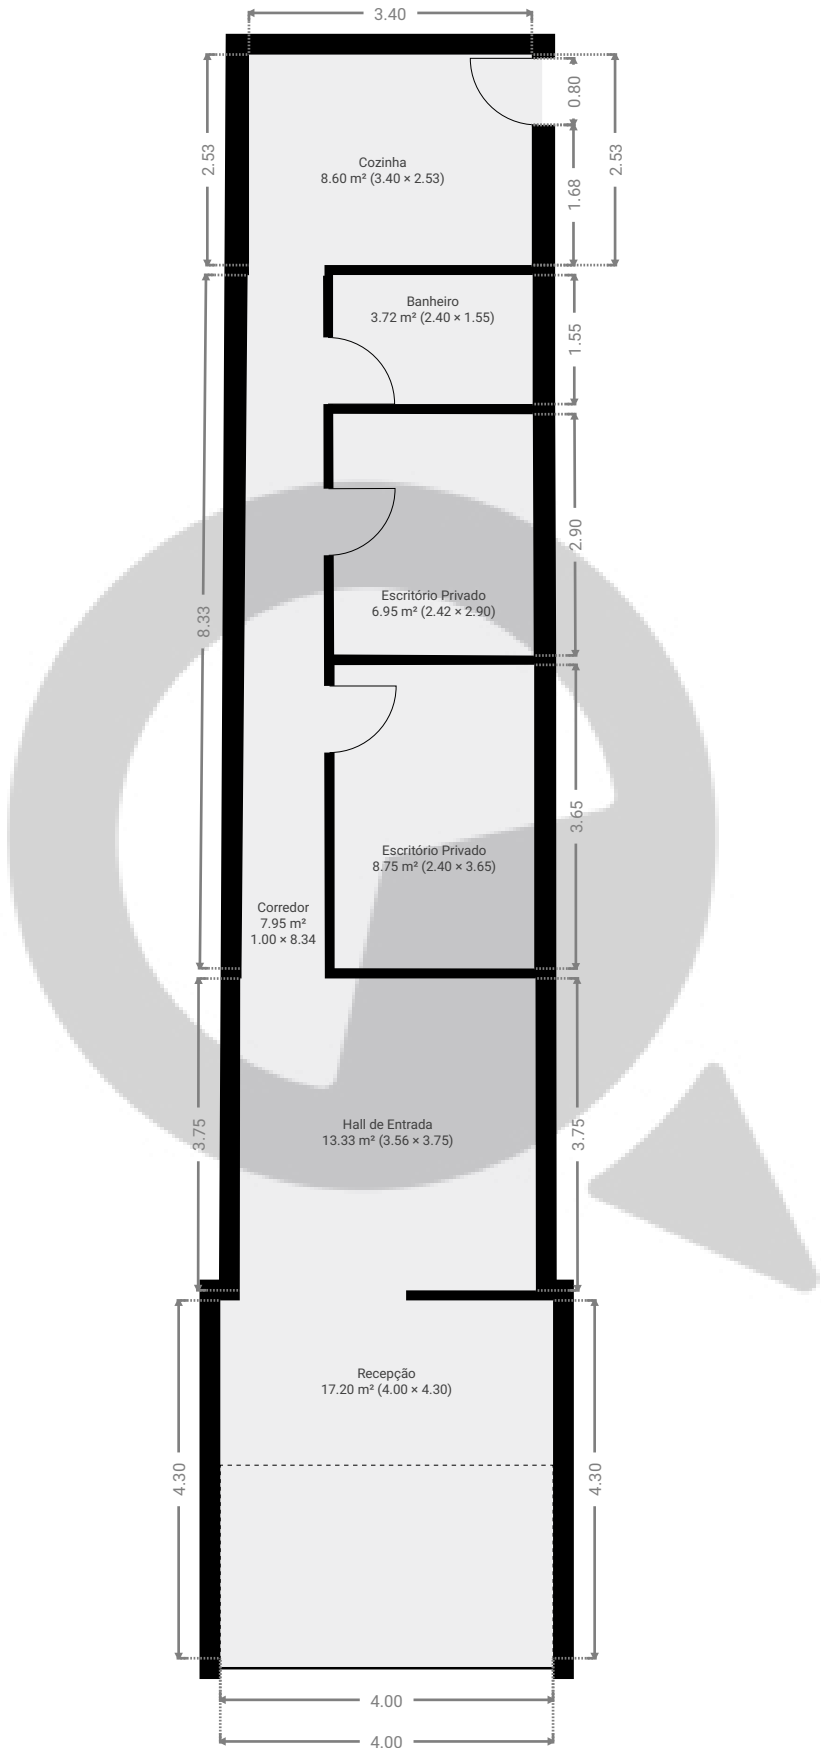 3.40
0.80
2.53
2.53
Cozinha
8.60 m² (3.40 × 2.53)
1.68
Banheiro
3.72 m² (2.40 × 1.55)
1.55
2.90
Escritório Privado
6.95 m² (2.42 × 2.90)
8.33
3.65
Escritório Privado
8.75 m² (2.40 × 3.65)
Corredor
7.95 m²
1.00 × 8.34
3.75
Hall de Entrada
13.33 m² (3.56 × 3.75)
3.75
Recepção
17.20 m² (4.00 × 4.30)
4.30
4.30
4.00
4.00